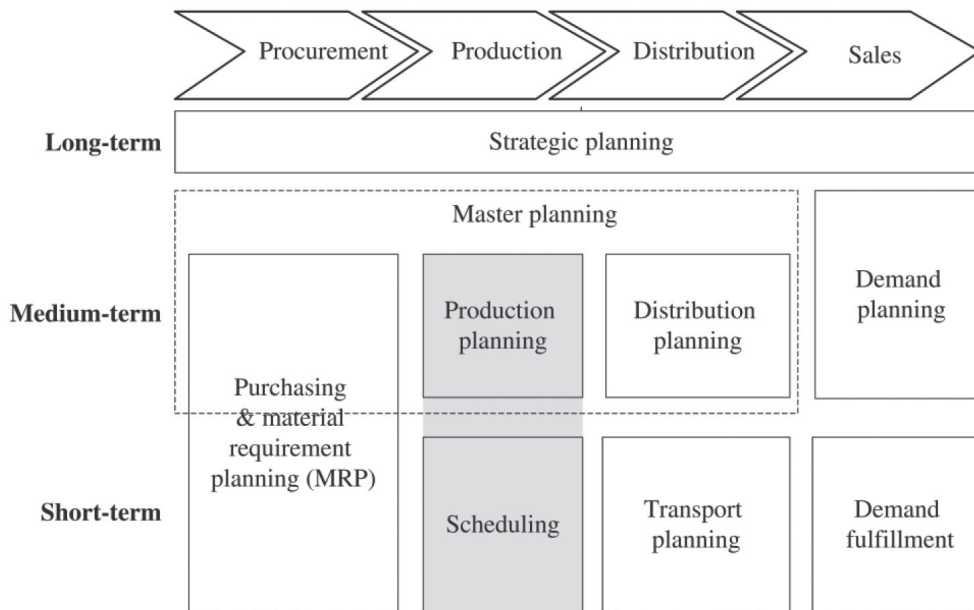 Procurement
Production
Distribution
Sales
Long-term
Strategic planning
Master planning
Medium-term
Production
planning
Distribution
planning
Demand
planning
Purchasing
& material
requirement
planning (MRP)
Short-term
Scheduling
Transport
planning
Demand
fulfillment